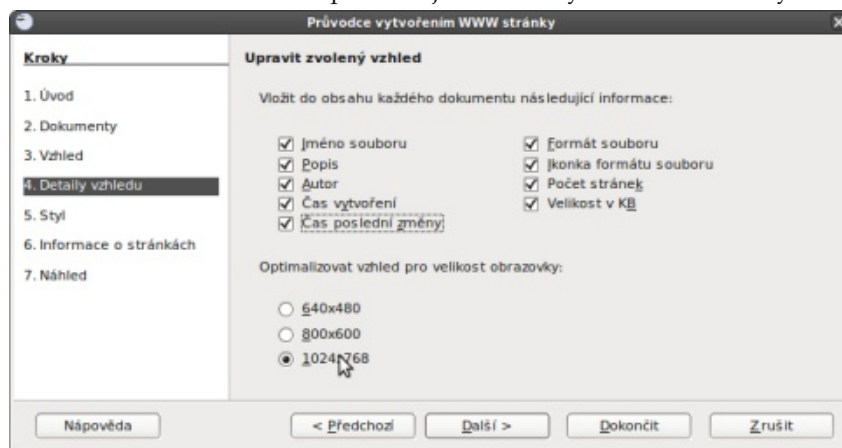 Průvodce vytvořením WWW stránky
Kroky
1. Úvod
2. Dokumenty
3. Vzhled
4. Detaily vzhledu
5. Styl
6. Informace o stránkách
7. Náhled
Upravit zvolený vzhled
Vložit do obsahu každého dokumentu následující informace:
Jméno souboru
Popis
Autor
Čas vytvoření
Čas poslední změny
Formát souboru
Ikonka formátu souboru
Počet stránek
Velikost v KB
Optimalizovat vzhled pro velikost obrazovky:
640x480
800x600
1024x768
Nápověda
< Předchozí
Další >
Dokončit
Zrušit